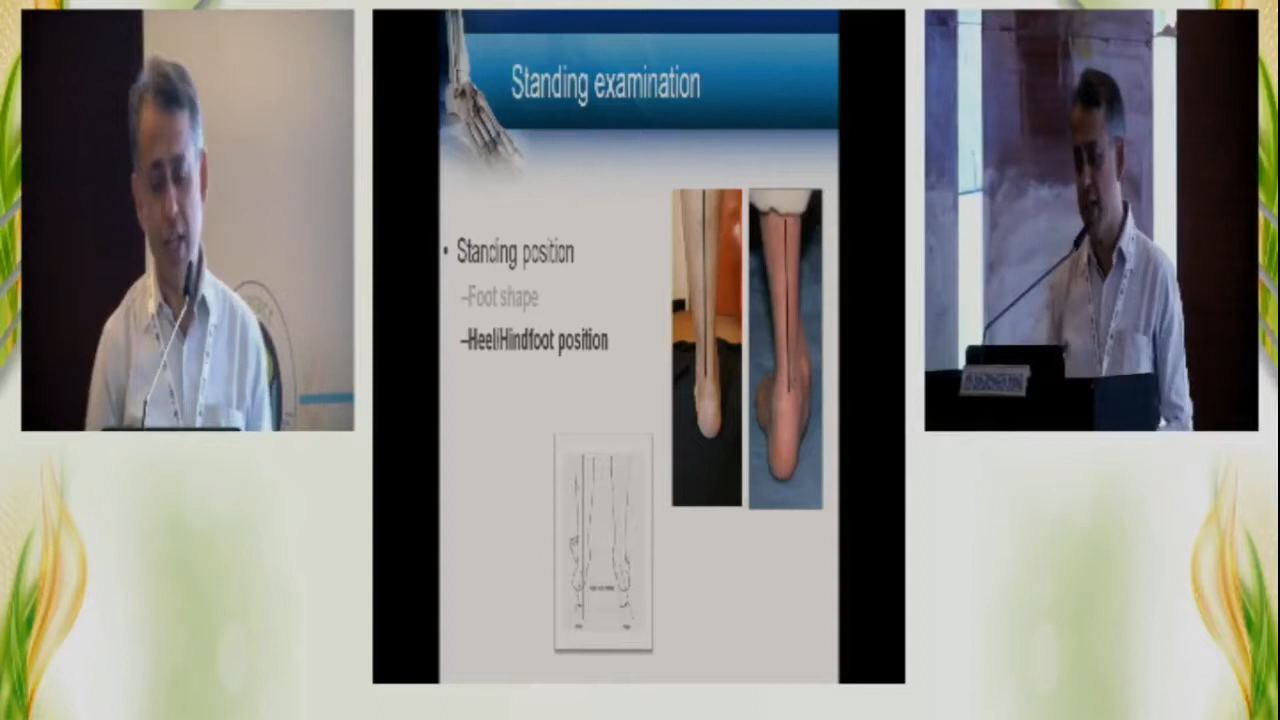 Standing examination
• Standing position
–Foot shape
–Heel/Hindfoot position